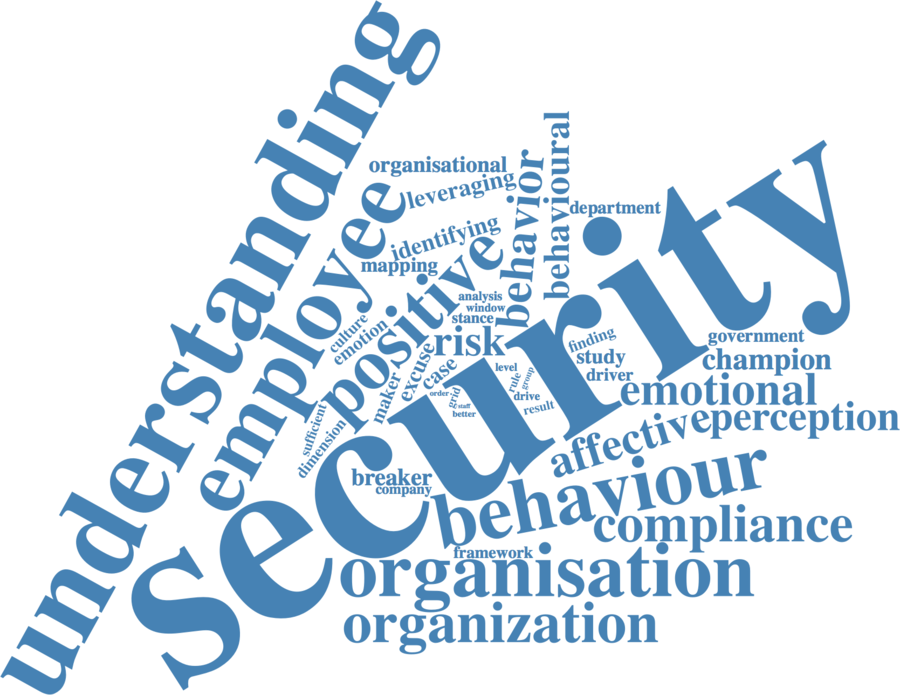 understanding
organisational
leveraging
employee
identifying
mapping
positive
behavior
behavioural
department
security
analysis
window
stance
culture
emotion
risk
excuse
case
maker
level
order
grid
staff
better
rule
group
drive
result
finding
study
driver
government
champion
emotional
perception
affective
sufficient
dimension
breaker
company
behaviour
compliance
framework
organisation
organization